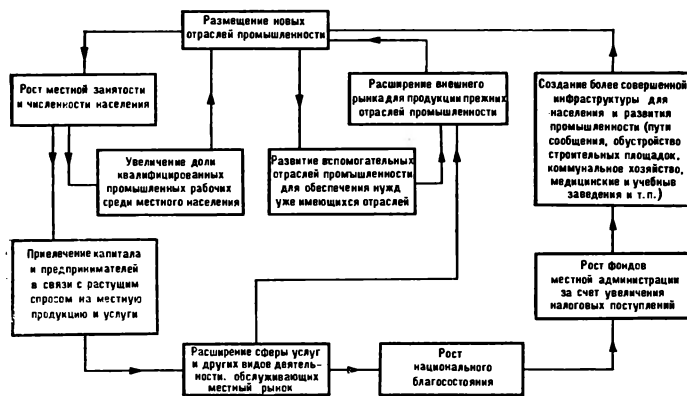 Размещение новых
отраслей промышленности
Рост местной занятости
и численности населения
Расширение внешнего
рынка для продукции прежних
отраслей промышленности
Создание более совершенной
инфраструктуры для
населения и развития
промышленности (пути
сообщения, обустройство
строительных площадок,
коммунальное хозяйство,
медицинские и учебные
заведения и т.п.)
Увеличение доли
квалифицированных
промышленных рабочих
среди местного населения
Развитие вспомогательных
отраслей промышленности
для обеспечения нужд
уже имеющихся отраслей
Привлечение капитала
и предпринимателей
в связи с растущим
спросом на местную
продукцию и услуги
Рост фондов
местной администрации
за счет увеличения
налоговых поступлений
Расширение сферы услуг
и других видов деятель-
ности, обслуживающих
местный рынок
Рост
национального
благосостояния